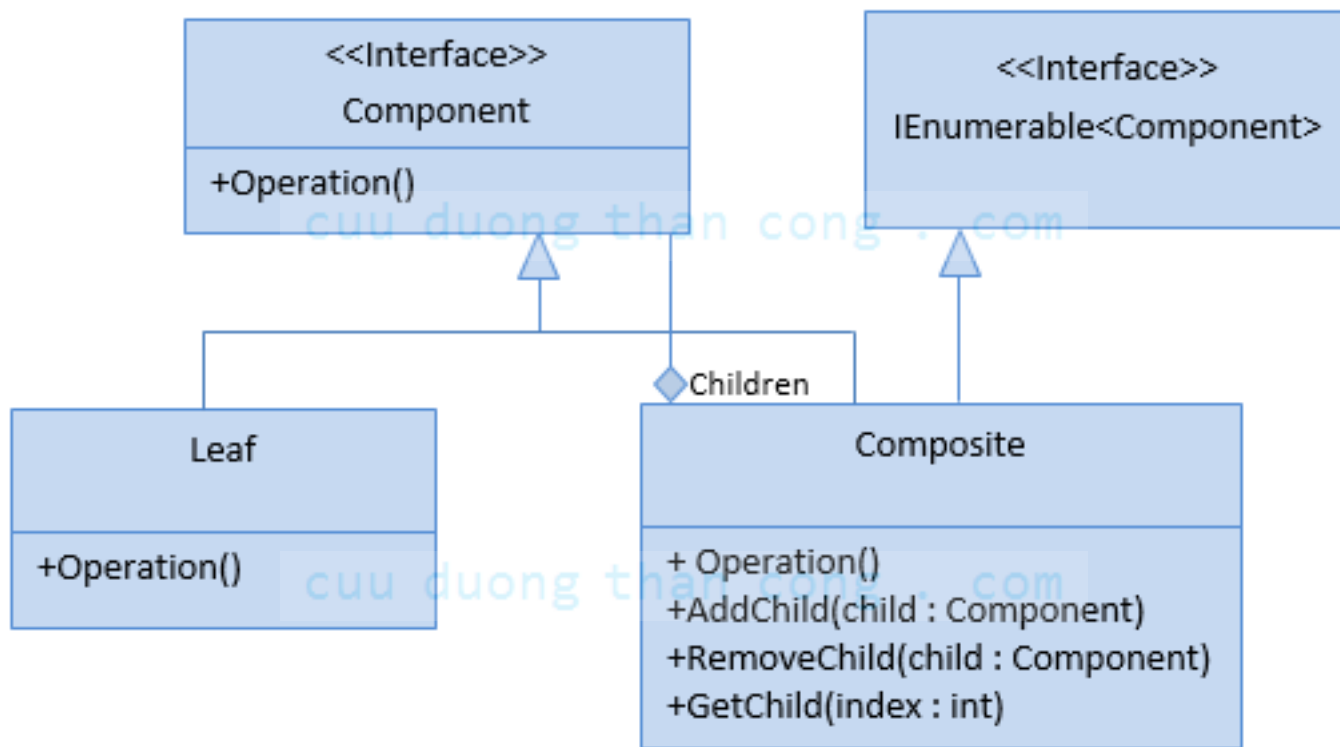 <<Interface>>
Component
+Operation()
<<Interface>>
IEnumerable<Component>
cuu duong than cong . com
Children
Leaf
+Operation()
Composite
+ Operation()
+AddChild(child : Component)
+RemoveChild(child : Component)
+GetChild(index : int)
cuu duong than cong . com